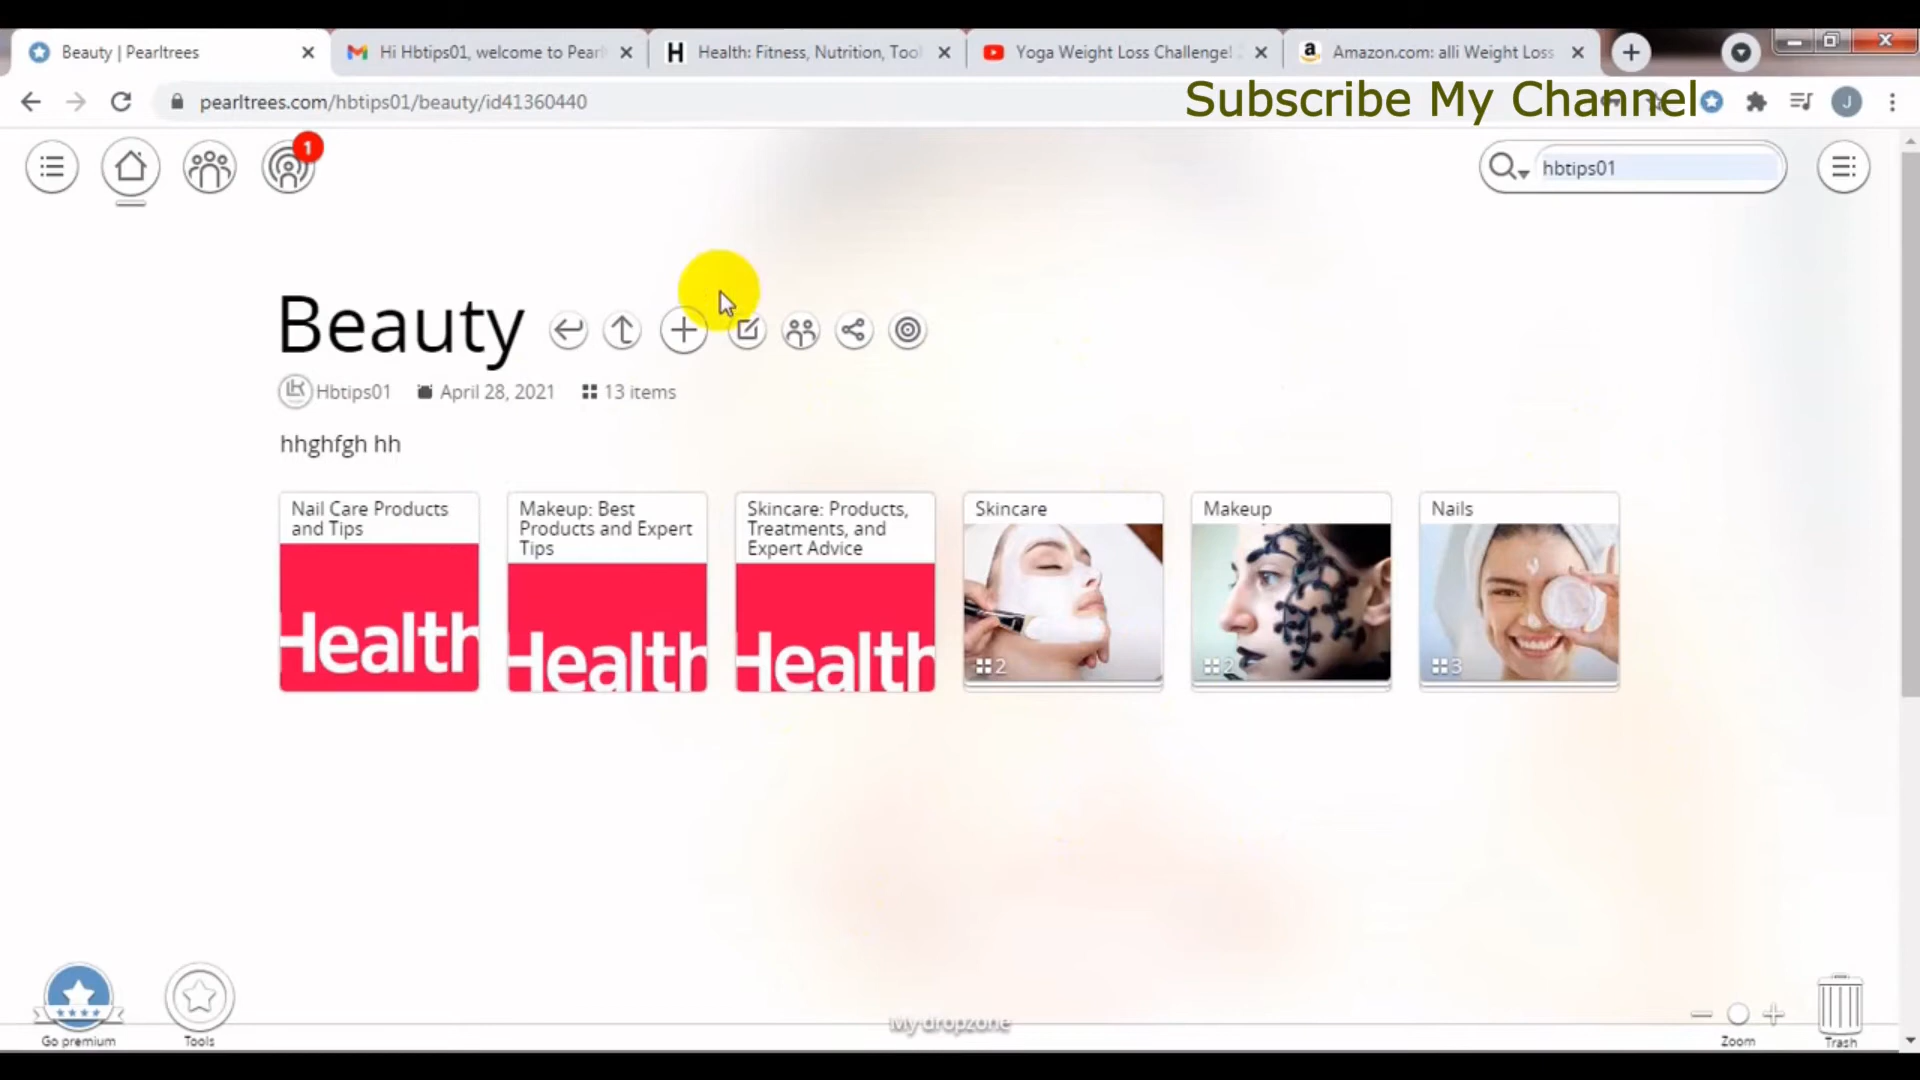 Beauty | Pearltrees
Hi Hbtips01, welcome to Pearl
H Health: Fitness, Nutrition, Tool
Yoga Weight Loss Challenge!
a Amazon.com: alli Weight Loss
pearltrees.com/hbtips01/beauty/id41360440
Subscribe My Channel
J
1
hbtips01
Beauty
Hbtips01 April 28, 2021 13 items
hhghfgh hh
Nail Care Products and Tips
Health
Makeup: Best Products and Expert Tips
Health
Skincare: Products, Treatments, and Expert Advice
Health
Skincare
2
Makeup
2
Nails
3
Go premium
Tools
My dropzone
Zoom
Trash